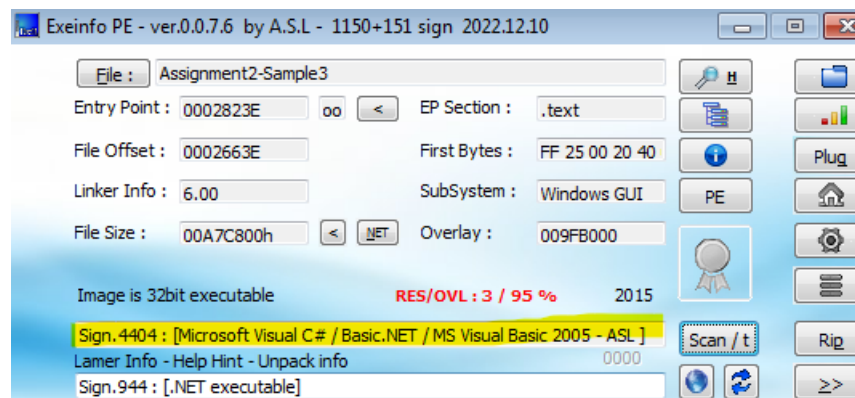 Exeinfo PE - ver.0.0.7.6 by A.S.L - 1150+151 sign 2022.12.10
File : Assignment2-Sample3 H
Entry Point : 0002823E oo < EP Section : .text
File Offset : 0002663E First Bytes : FF 25 00 20 40 Plug
Linker Info : 6.00 SubSystem : Windows GUI PE
File Size : 00A7C800h < NET Overlay : 009FB000
Image is 32bit executable RES/OVL : 3 / 95 % 2015
Sign.4404 : [Microsoft Visual C# / Basic.NET / MS Visual Basic 2005 - ASL ] Scan / t Rip
Lamer Info - Help Hint - Unpack info 0000
Sign.944 : [.NET executable] >>